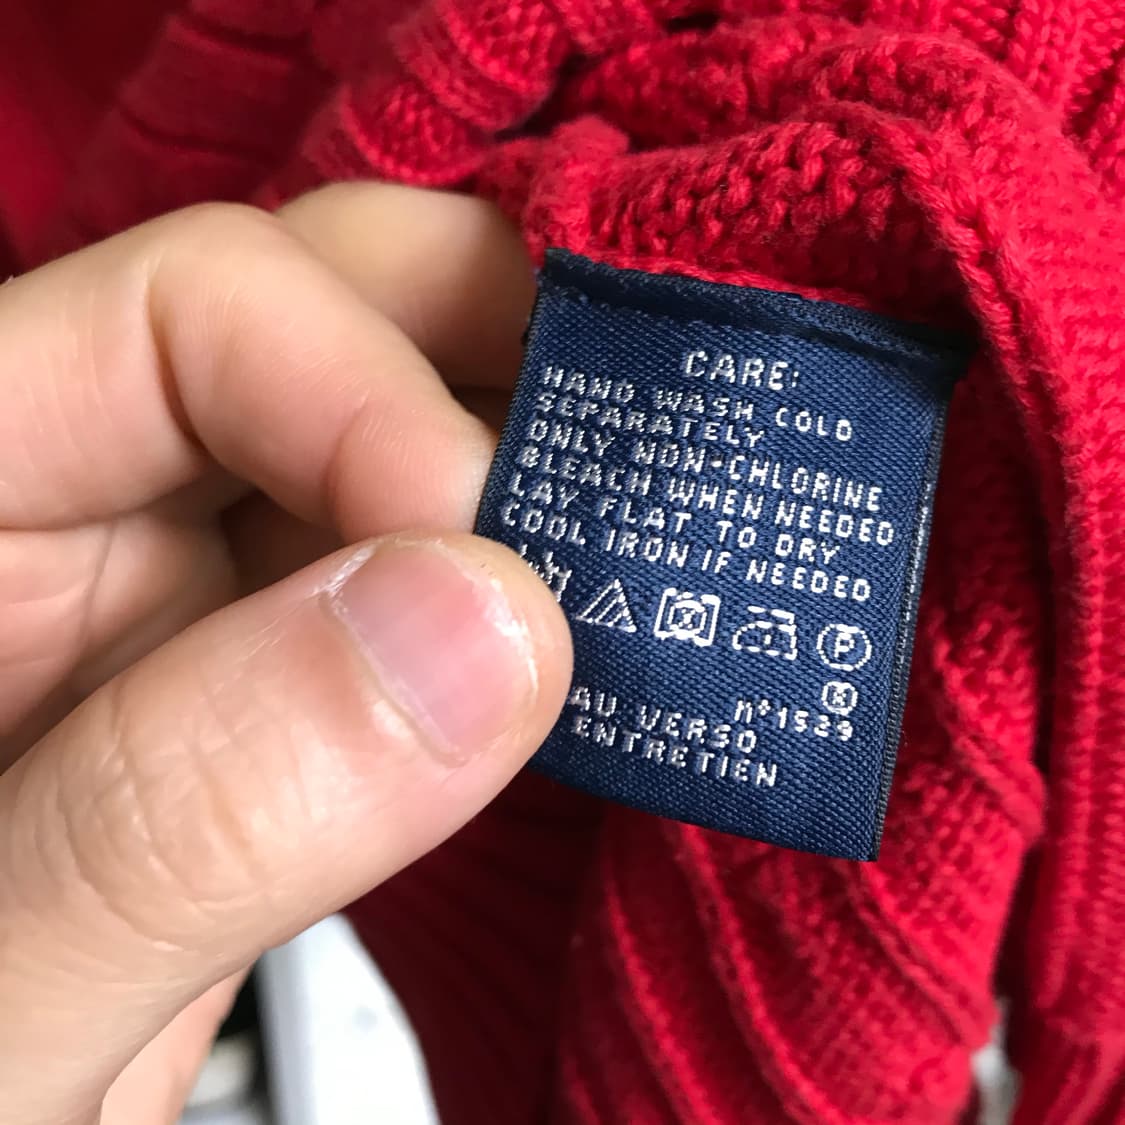 CARE:
HAND WASH COLD
SEPARATELY
ONLY NON-CHLORINE
BLEACH WHEN NEEDED
LAY FLAT TO DRY
COOL IRON IF NEEDED
P
nº1529
AU VERSO
ENTRETIEN